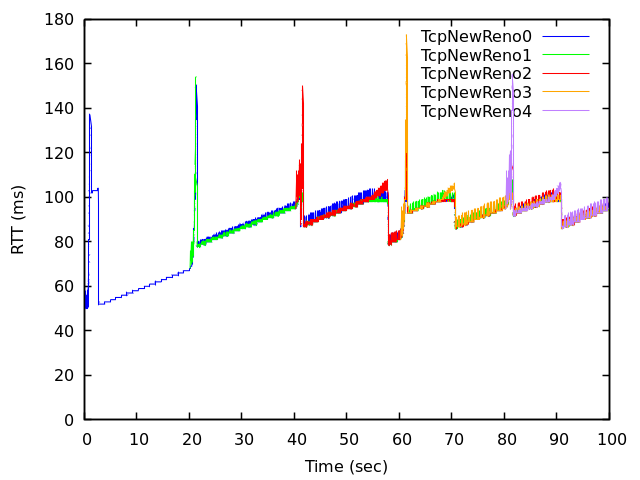 180
160
140
120
100
80
60
40
20
0
RTT (ms)
TcpNewReno0
TcpNewReno1
TcpNewReno2
TcpNewReno3
TcpNewReno4
0 10 20 30 40 50 60 70 80 90 100
Time (sec)